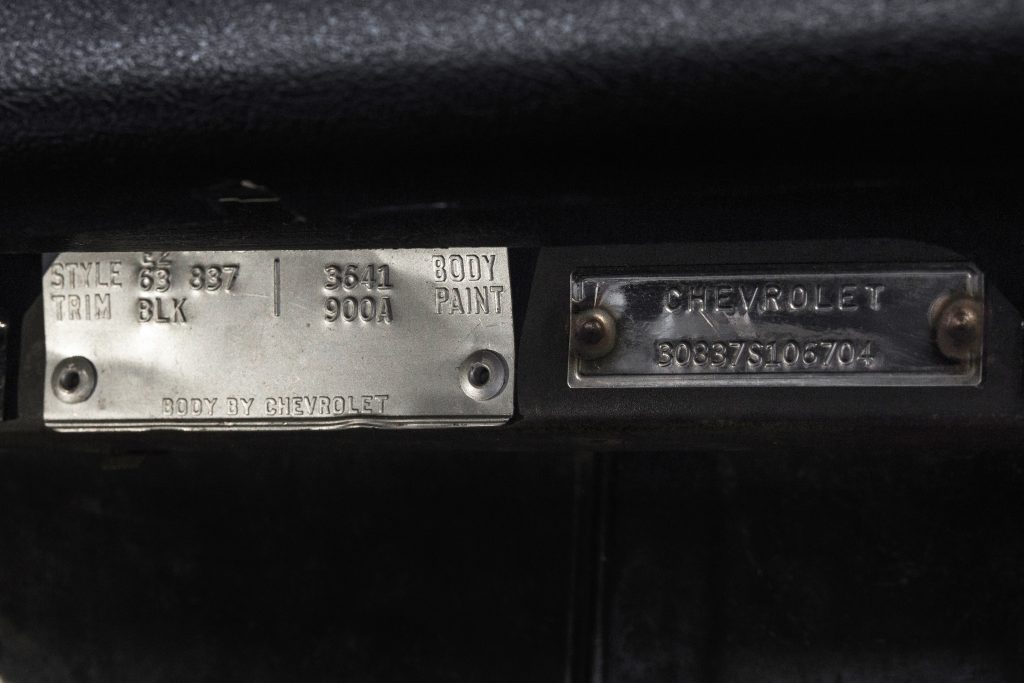 STYLE 63 837 | 3641 BODY
TRIM BLK 900A PAINT
BODY BY CHEVROLET
CHEVROLET
30837S106704